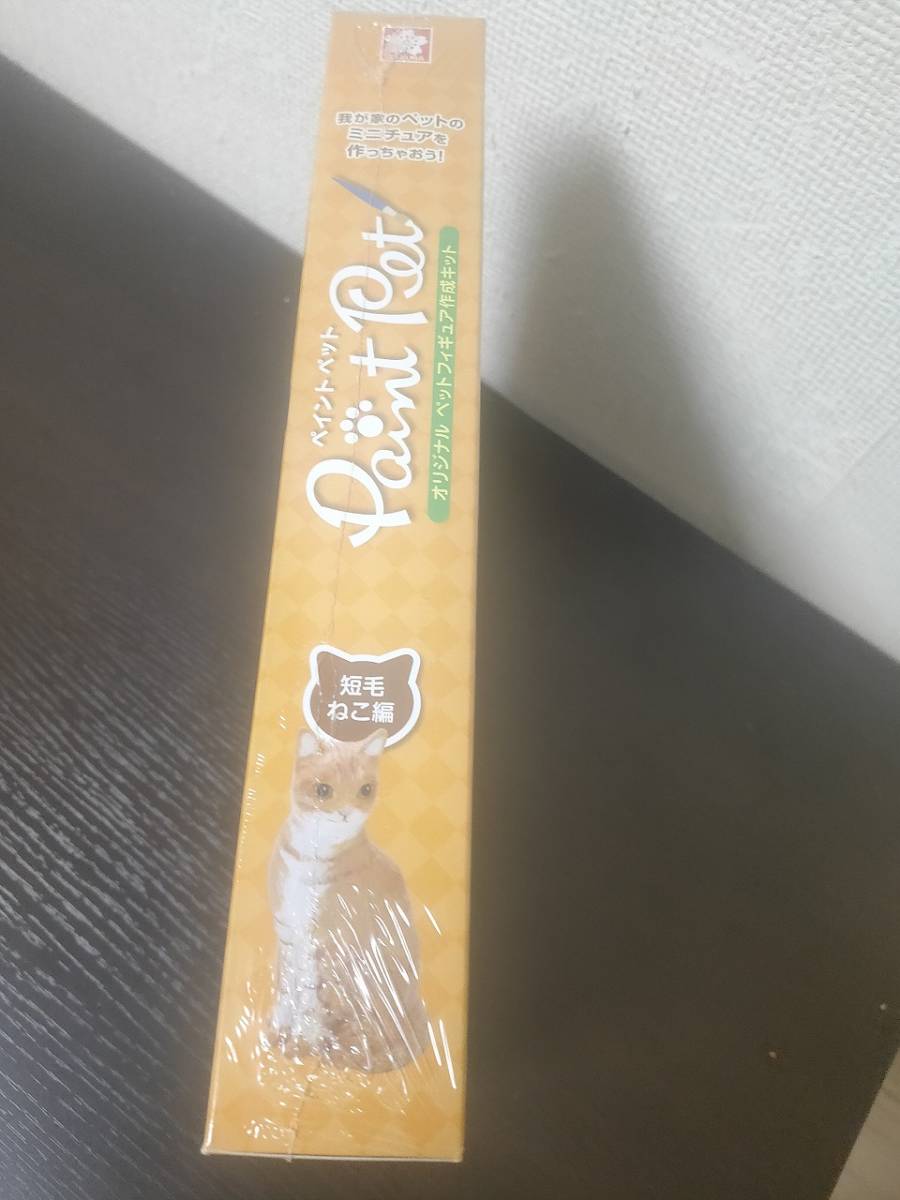 我が家のペットの
ミニチュアを
作っちゃおう!
ペイントペット
Paint Pet
オリジナル ペットフィギュア作成キット
短毛
ねこ編